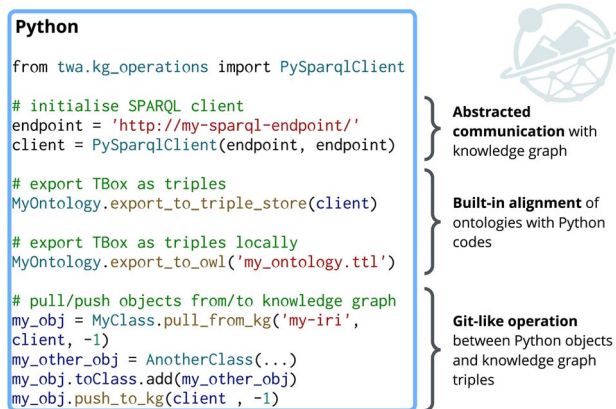 Python
from twa.kg_operations import PySparqlClient
# initialise SPARQL client
endpoint = 'http://my-sparql-endpoint/'
client = PySparqlClient(endpoint, endpoint)
# export TBox as triples
MyOntology.export_to_triple_store(client)
# export TBox as triples locally
MyOntology.export_to_owl('my_ontology.ttl')
# pull/push objects from/to knowledge graph
my_obj = MyClass.pull_from_kg('my-iri',
client, -1)
my_other_obj = AnotherClass(...)
my_obj.toClass.add(my_other_obj)
my_obj.push_to_kg(client , -1)
Abstracted
communication with
knowledge graph
Built-in alignment of
ontologies with Python
codes
Git-like operation
between Python objects
and knowledge graph
triples